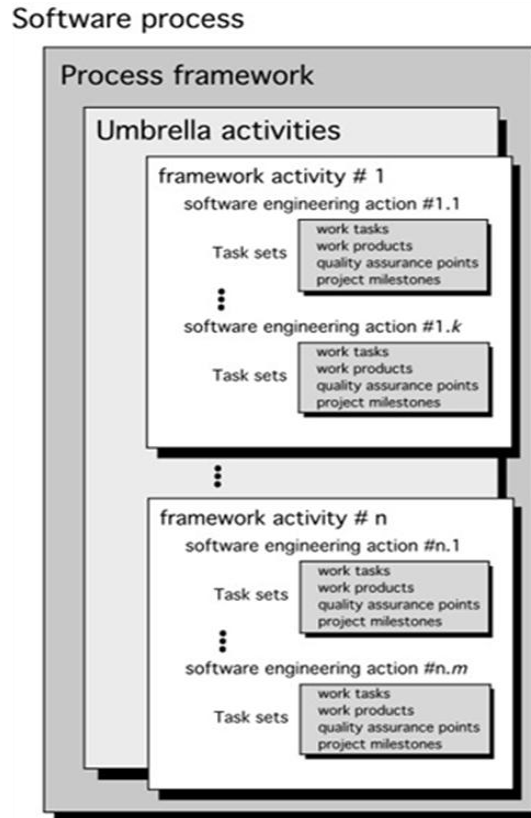 Software process
Process framework
Umbrella activities
framework activity # 1
software engineering action #1.1
Task sets
work tasks
work products
quality assurance points
project milestones
software engineering action #1.k
Task sets
work tasks
work products
quality assurance points
project milestones
framework activity # n
software engineering action #n.1
Task sets
work tasks
work products
quality assurance points
project milestones
software engineering action #n.m
Task sets
work tasks
work products
quality assurance points
project milestones